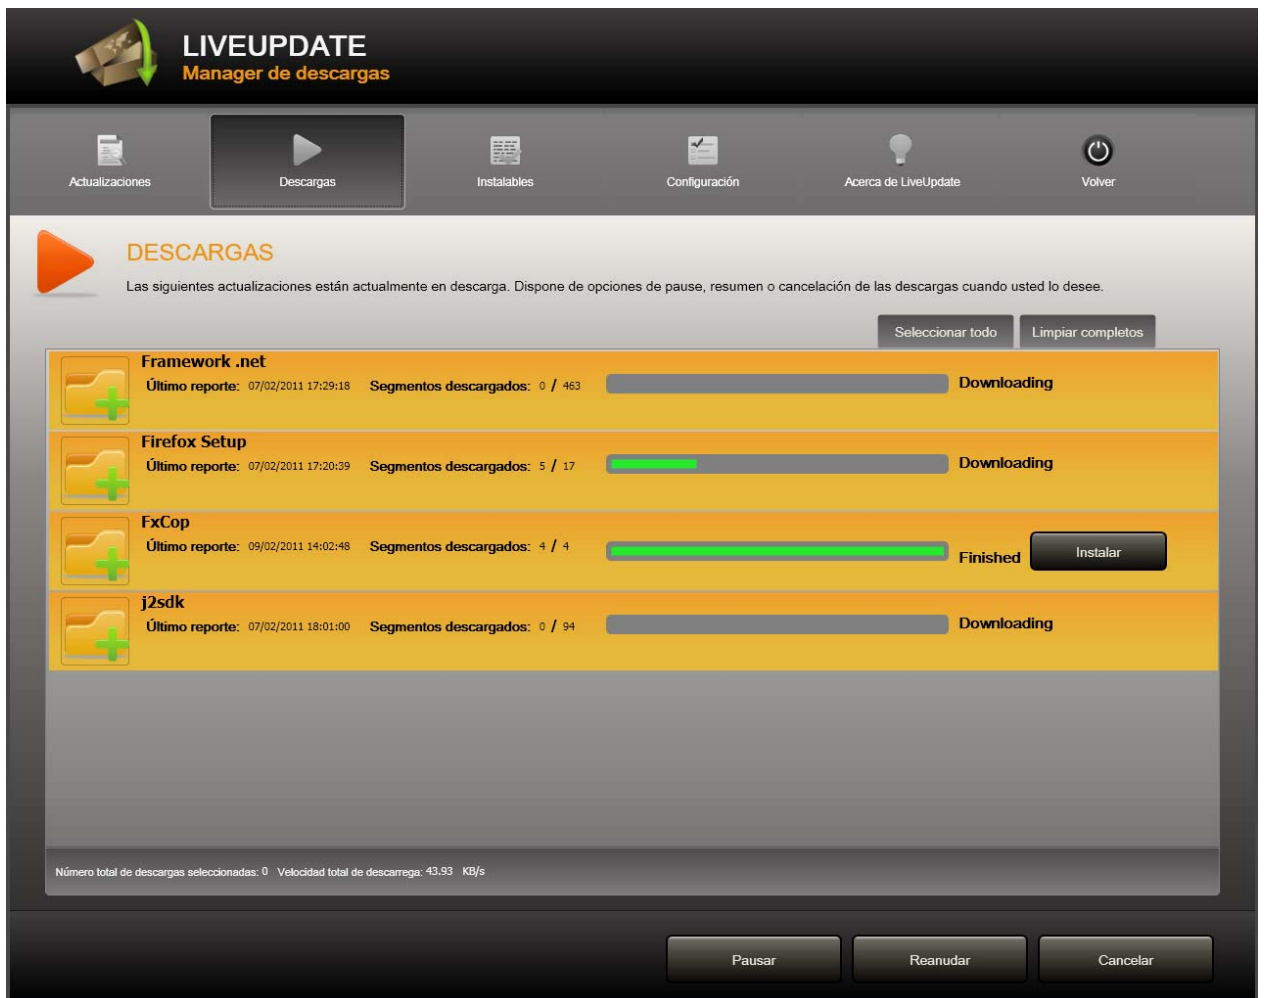 LIVEUPDATE
Manager de descargas
Actualizaciones Descargas Instalables Configuración Acerca de LiveUpdate Volver
DESCARGAS
Las siguientes actualizaciones están actualmente en descarga. Dispone de opciones de pause, resumen o cancelación de las descargas cuando usted lo desee.
Seleccionar todo Limpiar completos
Framework .net
Último reporte: 07/02/2011 17:29:18 Segmentos descargados: 0 / 463 Downloading
Firefox Setup
Último reporte: 07/02/2011 17:20:39 Segmentos descargados: 5 / 17 Downloading
FxCop
Último reporte: 09/02/2011 14:02:48 Segmentos descargados: 4 / 4 Finished Instalar
j2sdk
Último reporte: 07/02/2011 18:01:00 Segmentos descargados: 0 / 94 Downloading
Número total de descargas seleccionadas: 0 Velocidad total de descarrega: 43.93 KB/s
Pausar Reanudar Cancelar